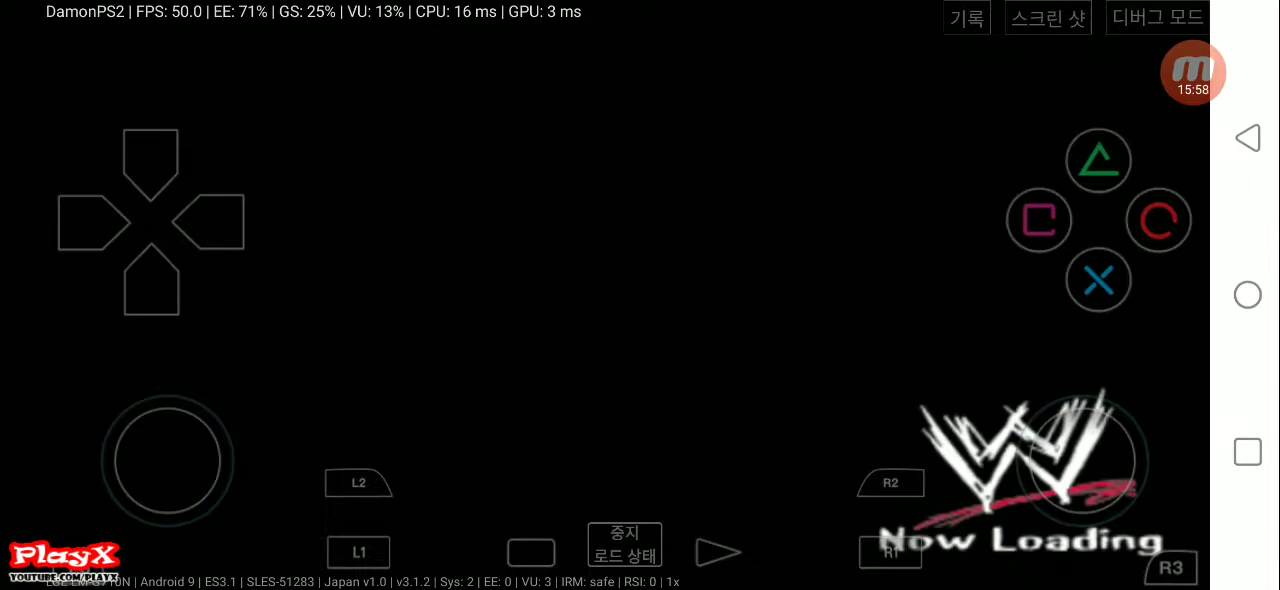 DamonPS2 | FPS: 50.0 | EE: 71% | GS: 25% | VU: 13% | CPU: 16 ms | GPU: 3 ms
기록
스크린 샷
디버그 모드
15:58
L2
R2
중지
로드 상태
L1
R1
Now Loading
R3
PlayX
YOUTUBE.COM/PLAYX
| Android 9 | ES3.1 | SLES-51283 | Japan v1.0 | v3.1.2 | Sys: 2 | EE: 0 | VU: 3 | IRM: safe | RSI: 0 | 1x